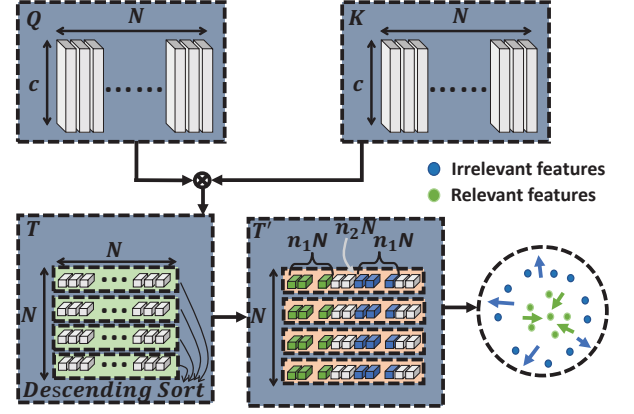 Q
N
c
K
N
c
Irrelevant features
Relevant features
T
N
N
Descending Sort
T'
n₁N
n₂N
n₁N
N